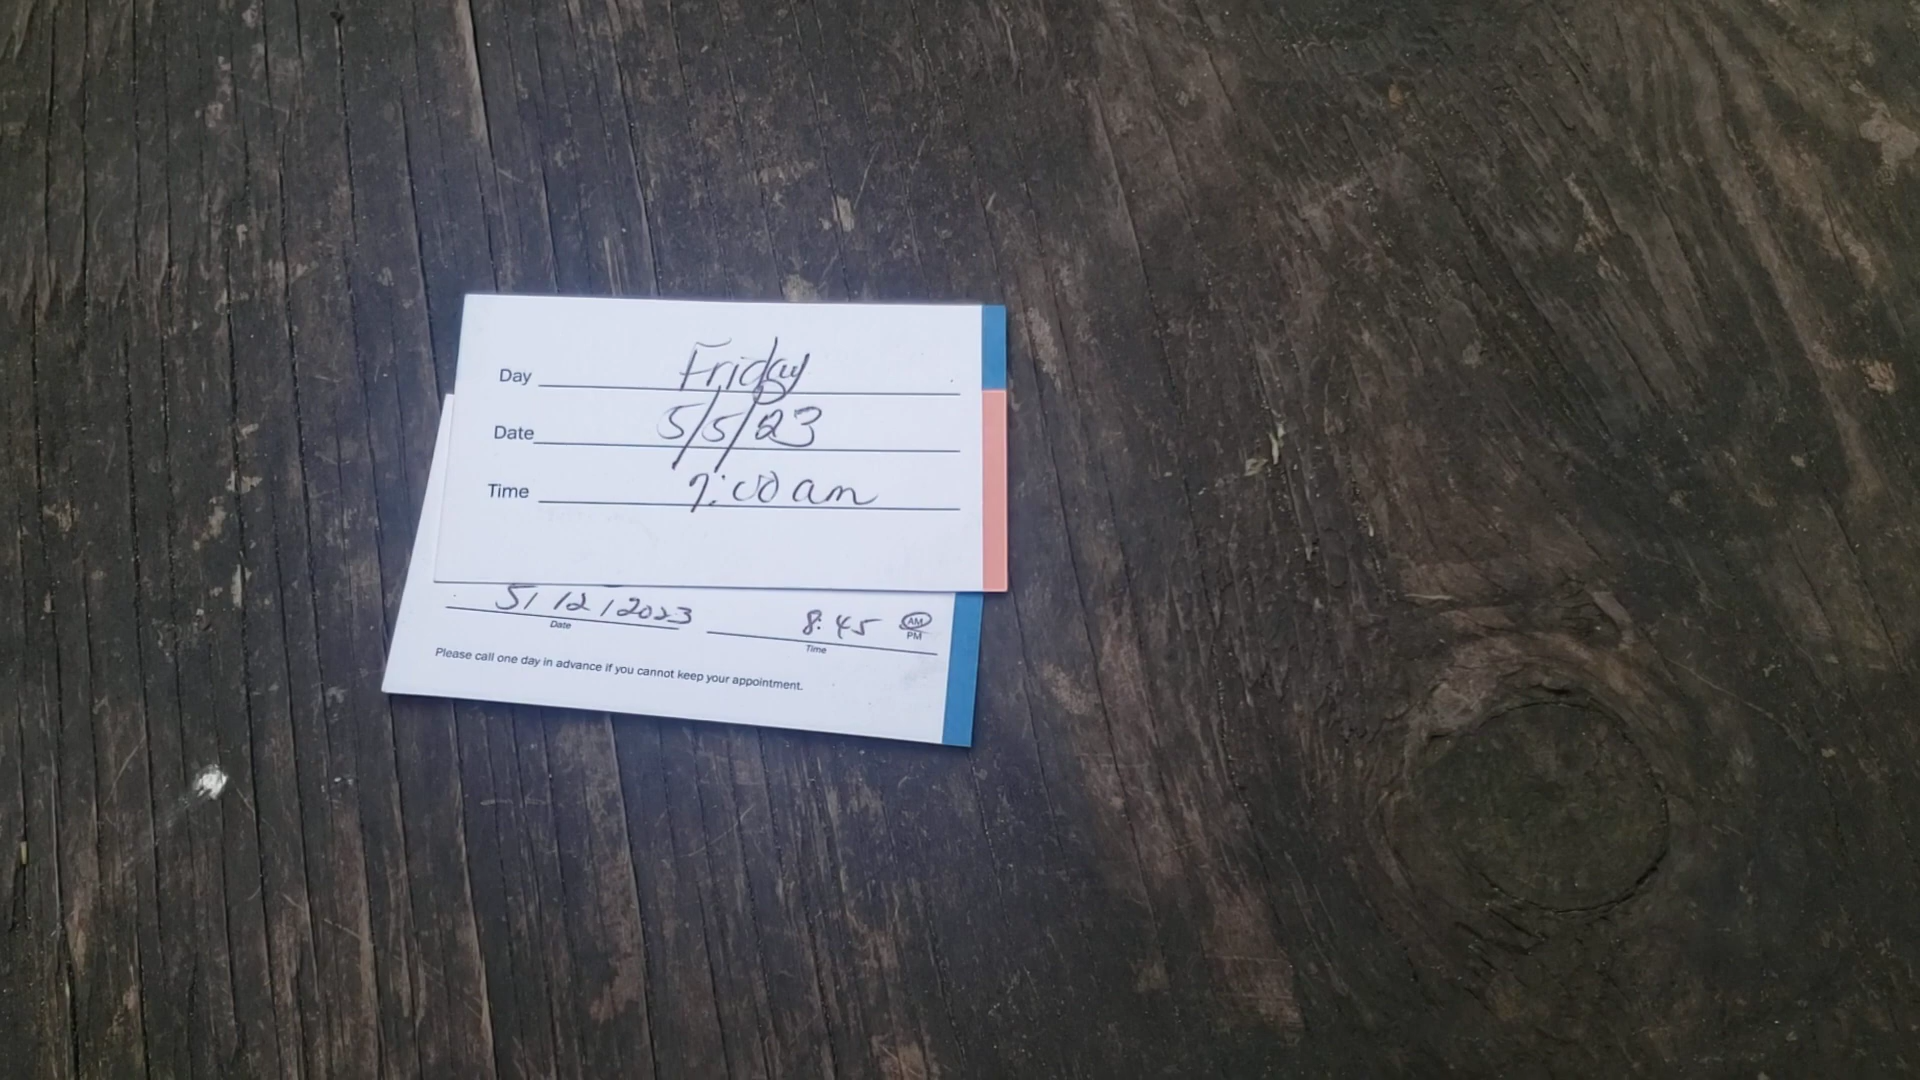 Day Friday
Date 5/5/23
Time 9:00 am
5/ 12 / 2023 8:45 AM
PM
Date Time
Please call one day in advance if you cannot keep your appointment.